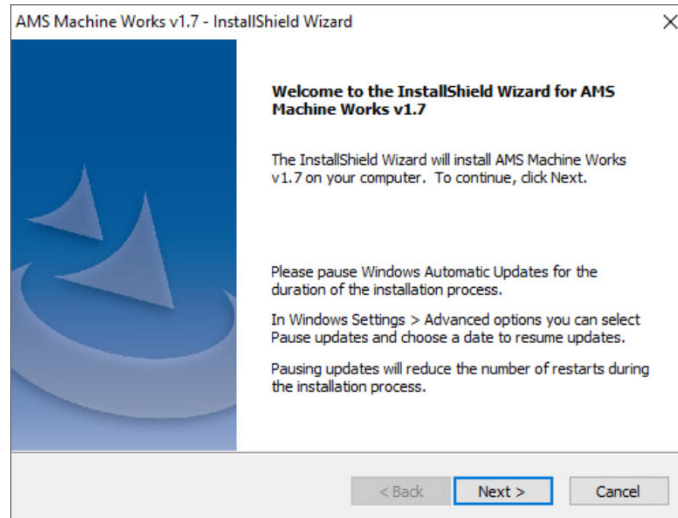 AMS Machine Works v1.7 - InstallShield Wizard
Welcome to the InstallShield Wizard for AMS
Machine Works v1.7
The InstallShield Wizard will install AMS Machine Works
v1.7 on your computer. To continue, click Next.
Please pause Windows Automatic Updates for the
duration of the installation process.
In Windows Settings > Advanced options you can select
Pause updates and choose a date to resume updates.
Pausing updates will reduce the number of restarts during
the installation process.
< Back Next > Cancel